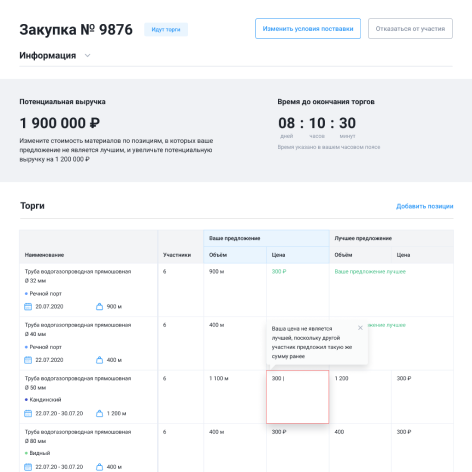 Закупка № 9876
Идут торги
Изменить условия поставки
Отказаться от участия
Информация
Потенциальная выручка
1 900 000 ₽
Измените стоимость материалов по позициям, в которых ваше
предложение не является лучшим, и увеличьте потенциальную
выручку на 1 200 000 ₽
Время до окончания торгов
08 : 10 : 30
дней часов минут
Время указано в вашем часовом поясе
Торги
Добавить позиции
Ваше предложение Лучшее предложение
Наименование Участники Объём Цена Объём Цена
Труба водогазопроводная прямошовная 6 900 м 300 ₽ Ваше предложение лучшее
Ø 32 мм
Речной порт
20.07.2020 900 м
Труба водогазопроводная прямошовная 6 400 м жение лучшее
Ø 40 мм
Речной порт
22.07.2020 400 м
Ваша цена не является
лучшей, поскольку другой
участник предложил такую же
сумму ранее
Труба водогазопроводная прямошовная 6 1 100 м 300 | 1 200 300 ₽
Ø 50 мм
Кандинский
22.07.20 - 30.07.20 1 200 м
Труба водогазопроводная прямошовная 6 400 м 300 ₽ 400 300 ₽
Ø 80 мм
Видный
22.07.20 - 30.07.20 400 м